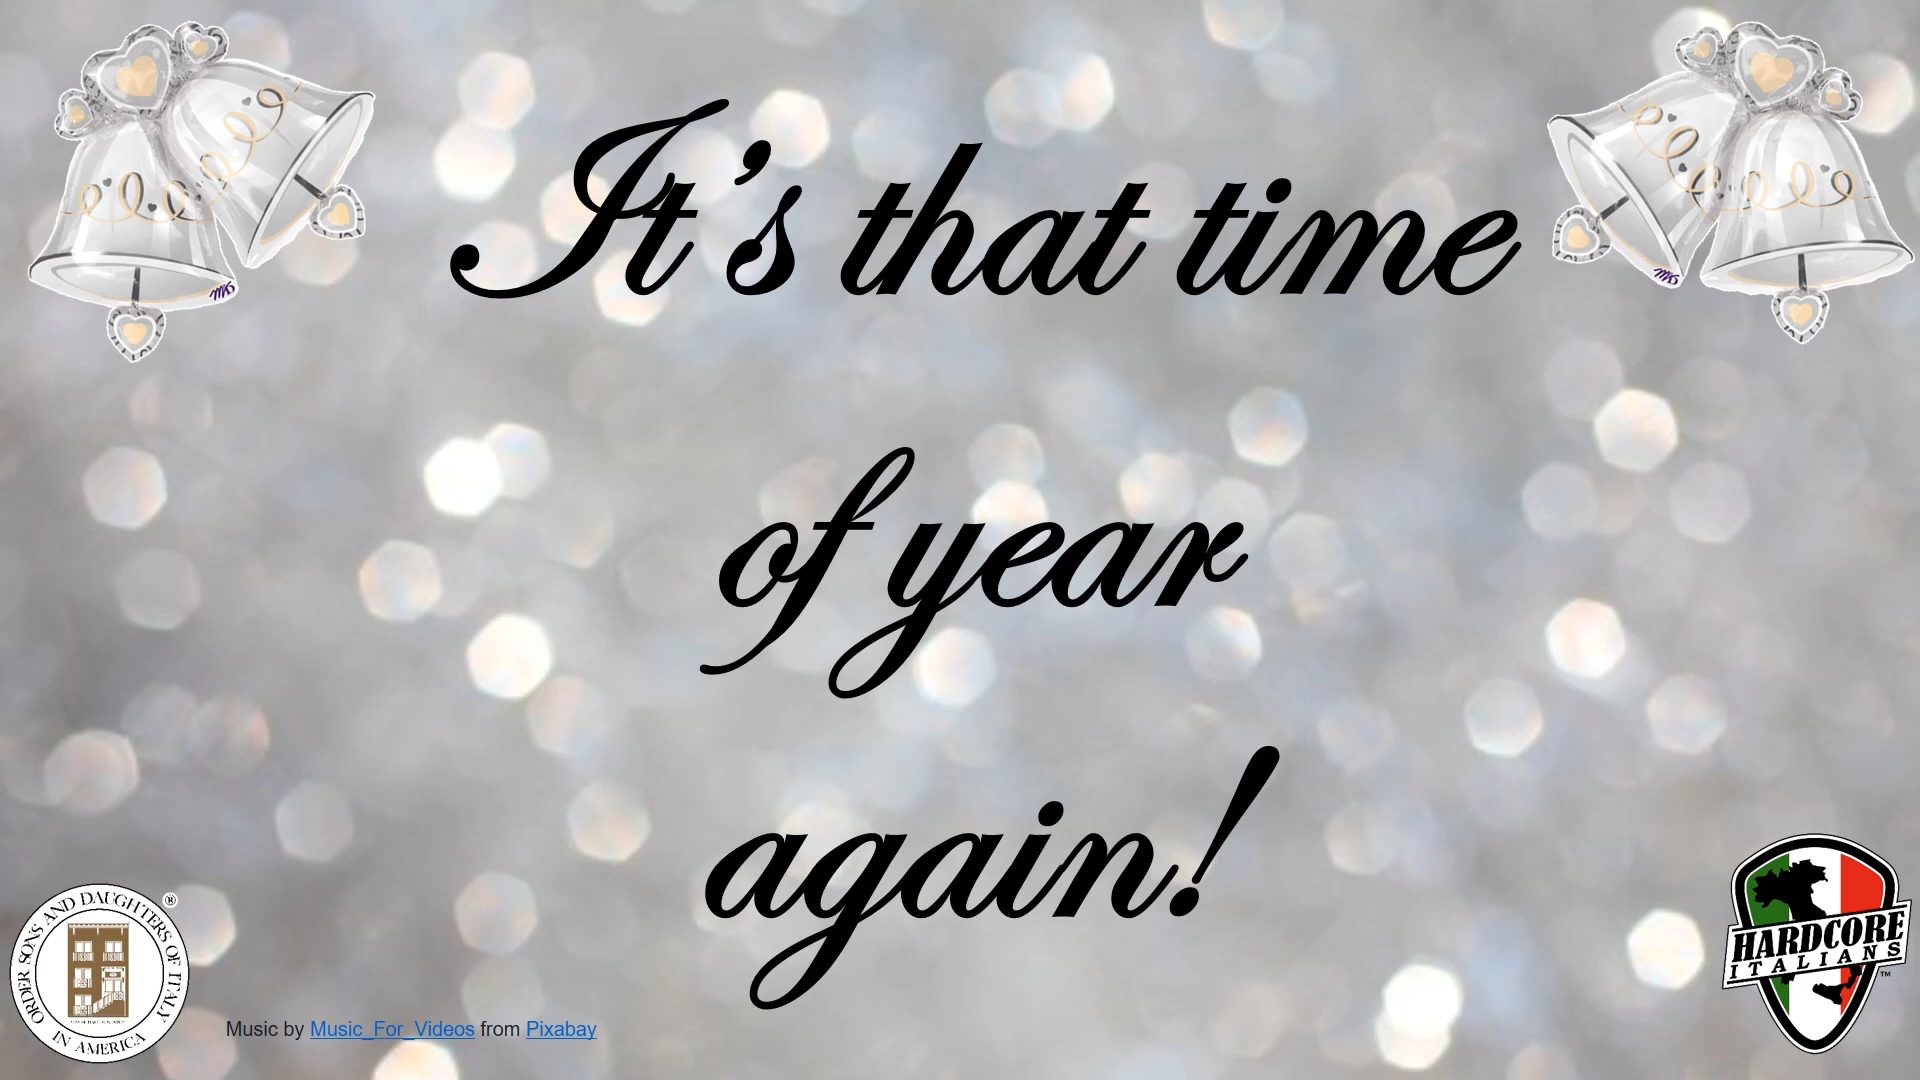 It’s that time
of year
again!
ORDER SONS AND DAUGHTERS OF ITALY
IN AMERICA
®
Music by Music_For_Videos from Pixabay
HARDCORE
ITALIANS
™